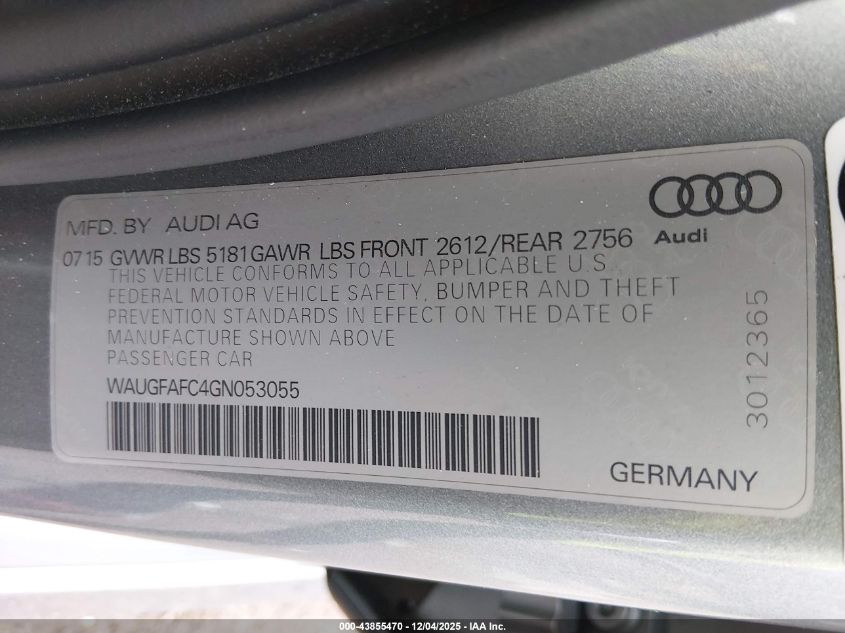 MFD. BY AUDI AG
07 15 GVWR LBS 5181 GAWR LBS FRONT 2612/REAR 2756
Audi
THIS VEHICLE CONFORMS TO ALL APPLICABLE U.S.
FEDERAL MOTOR VEHICLE SAFETY, BUMPER AND THEFT
PREVENTION STANDARDS IN EFFECT ON THE DATE OF
MANUFACTURE SHOWN ABOVE
PASSENGER CAR
WAUGFAFC4GN053055
3012365
GERMANY
000-43855470 - 12/04/2025 - IAA Inc.